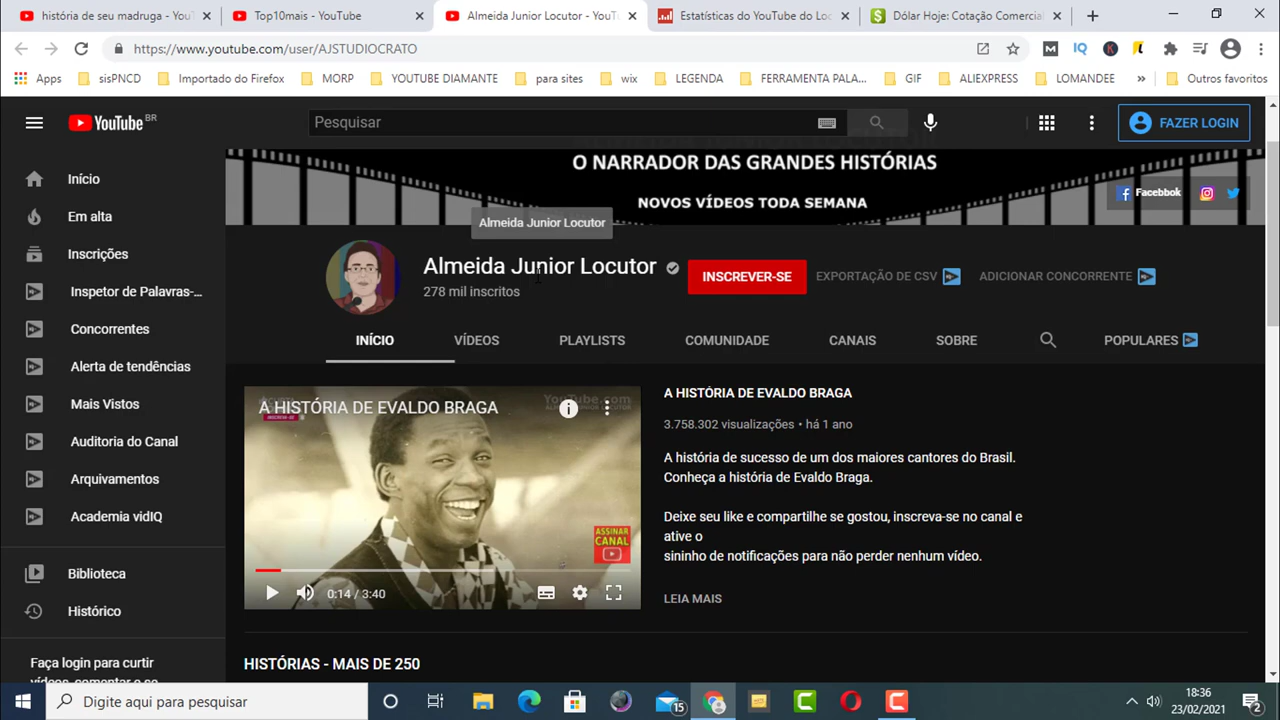 história de seu madruga - YouT
Top10mais - YouTube
Almeida Junior Locutor - YouTu
Estatísticas do YouTube do Loc
Dólar Hoje: Cotação Comercial
https://www.youtube.com/user/AJSTUDIOCRATO
Apps sisPNCD Importado do Firefox MORP YOUTUBE DIAMANTE para sites wix LEGENDA FERRAMENTA PALA... GIF ALIEXPRESS LOMANDEE » Outros favoritos
YouTube BR
Pesquisar
FAZER LOGIN
Início
Em alta
Inscrições
Inspetor de Palavras-...
Concorrentes
Alerta de tendências
Mais Vistos
Auditoria do Canal
Arquivamentos
Academia vidIQ
Biblioteca
Histórico
Faça login para curtir
vídeos, comentar e se
O NARRADOR DAS GRANDES HISTÓRIAS
NOVOS VÍDEOS TODA SEMANA
Facebbok
Almeida Junior Locutor
Almeida Junior Locutor
278 mil inscritos
INSCREVER-SE
EXPORTAÇÃO DE CSV
ADICIONAR CONCORRENTE
INÍCIO VÍDEOS PLAYLISTS COMUNIDADE CANAIS SOBRE POPULARES
A HISTÓRIA DE EVALDO BRAGA
YouTube.com
ASSINAR
CANAL
0:14 / 3:40
A HISTÓRIA DE EVALDO BRAGA
3.758.302 visualizações • há 1 ano
A história de sucesso de um dos maiores cantores do Brasil.
Conheça a história de Evaldo Braga.
Deixe seu like e compartilhe se gostou, inscreva-se no canal e
ative o
sininho de notificações para não perder nenhum vídeo.
LEIA MAIS
HISTÓRIAS - MAIS DE 250
Digite aqui para pesquisar
15
18:36
23/02/2021
2